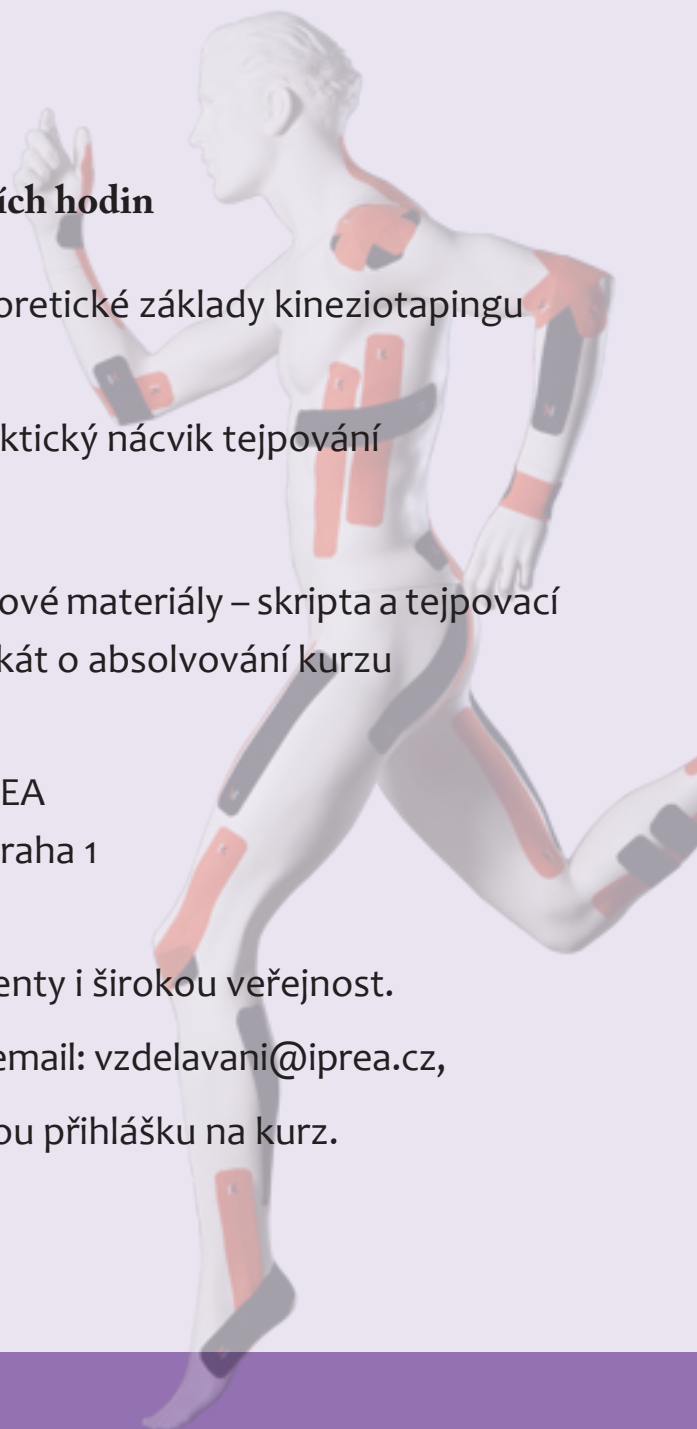 ích hodin
oretické základy kineziotapingu
ktický nácvik tejpování
ové materiály – skripta a tejpovací
kát o absolvování kurzu
EA
raha 1
enty i širokou veřejnost.
email: vzdelavani@iprea.cz,
ou přihlášku na kurz.